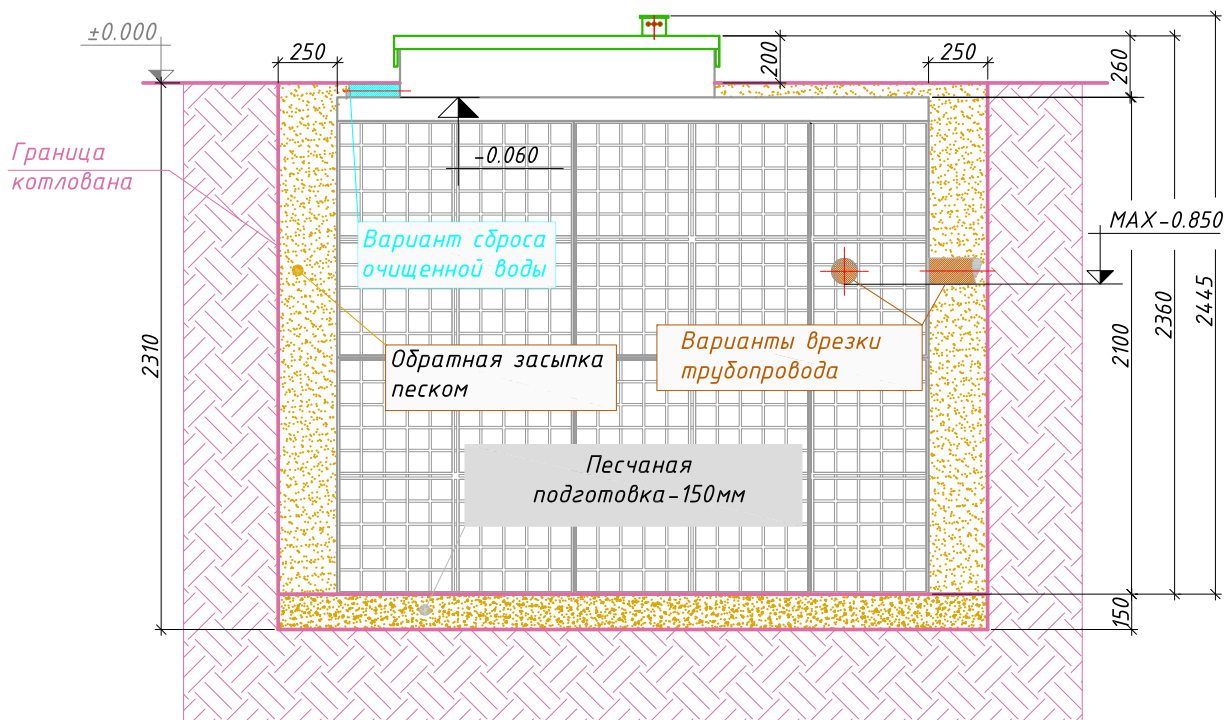 ±0.000
250
200
250
260
-0.060
Граница
котлована
MAX-0.850
Вариант сброса
очищенной воды
2310
2100
2360
2445
Обратная засыпка
песком
Варианты врезки
трубопровода
Песчаная
подготовка-150мм
150